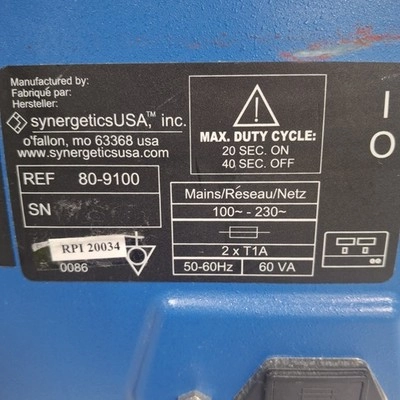 Manufactured by:
Fabriqué par:
Hersteller:
synergeticsUSA,™ inc.
o'fallon, mo 63368 usa
www.synergeticsusa.com
REF 80-9100
SN
RPI 20034
0086
MAX. DUTY CYCLE:
20 SEC. ON
40 SEC. OFF
Mains/Réseau/Netz
100~ - 230~
2 x T1A
50-60Hz 60 VA
I
O